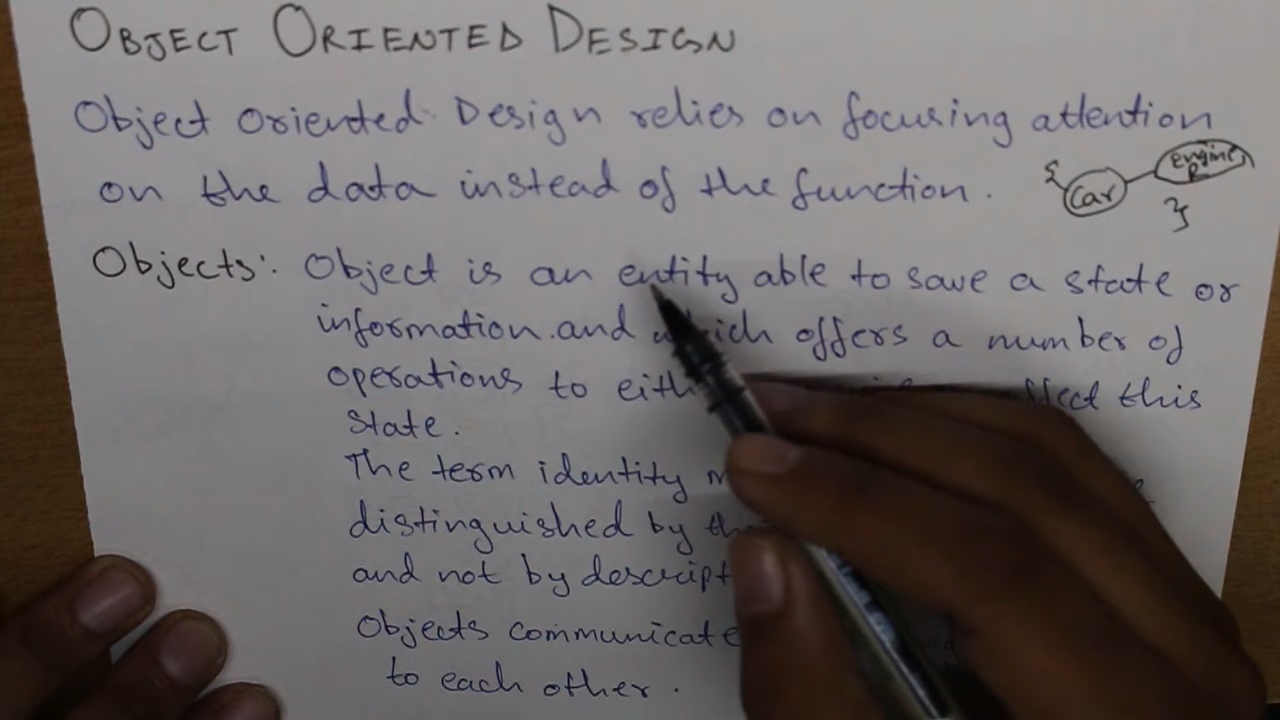 OBJECT ORIENTED DESIGN
Object Oriented Design relies on focusing attention
on the data instead of the function.
{ Car engine }
Objects: Object is an entity able to save a state or
information and which offers a number of
operations to this
state.
The term identity
distinguished by
and not by
Objects communicate
to each other.